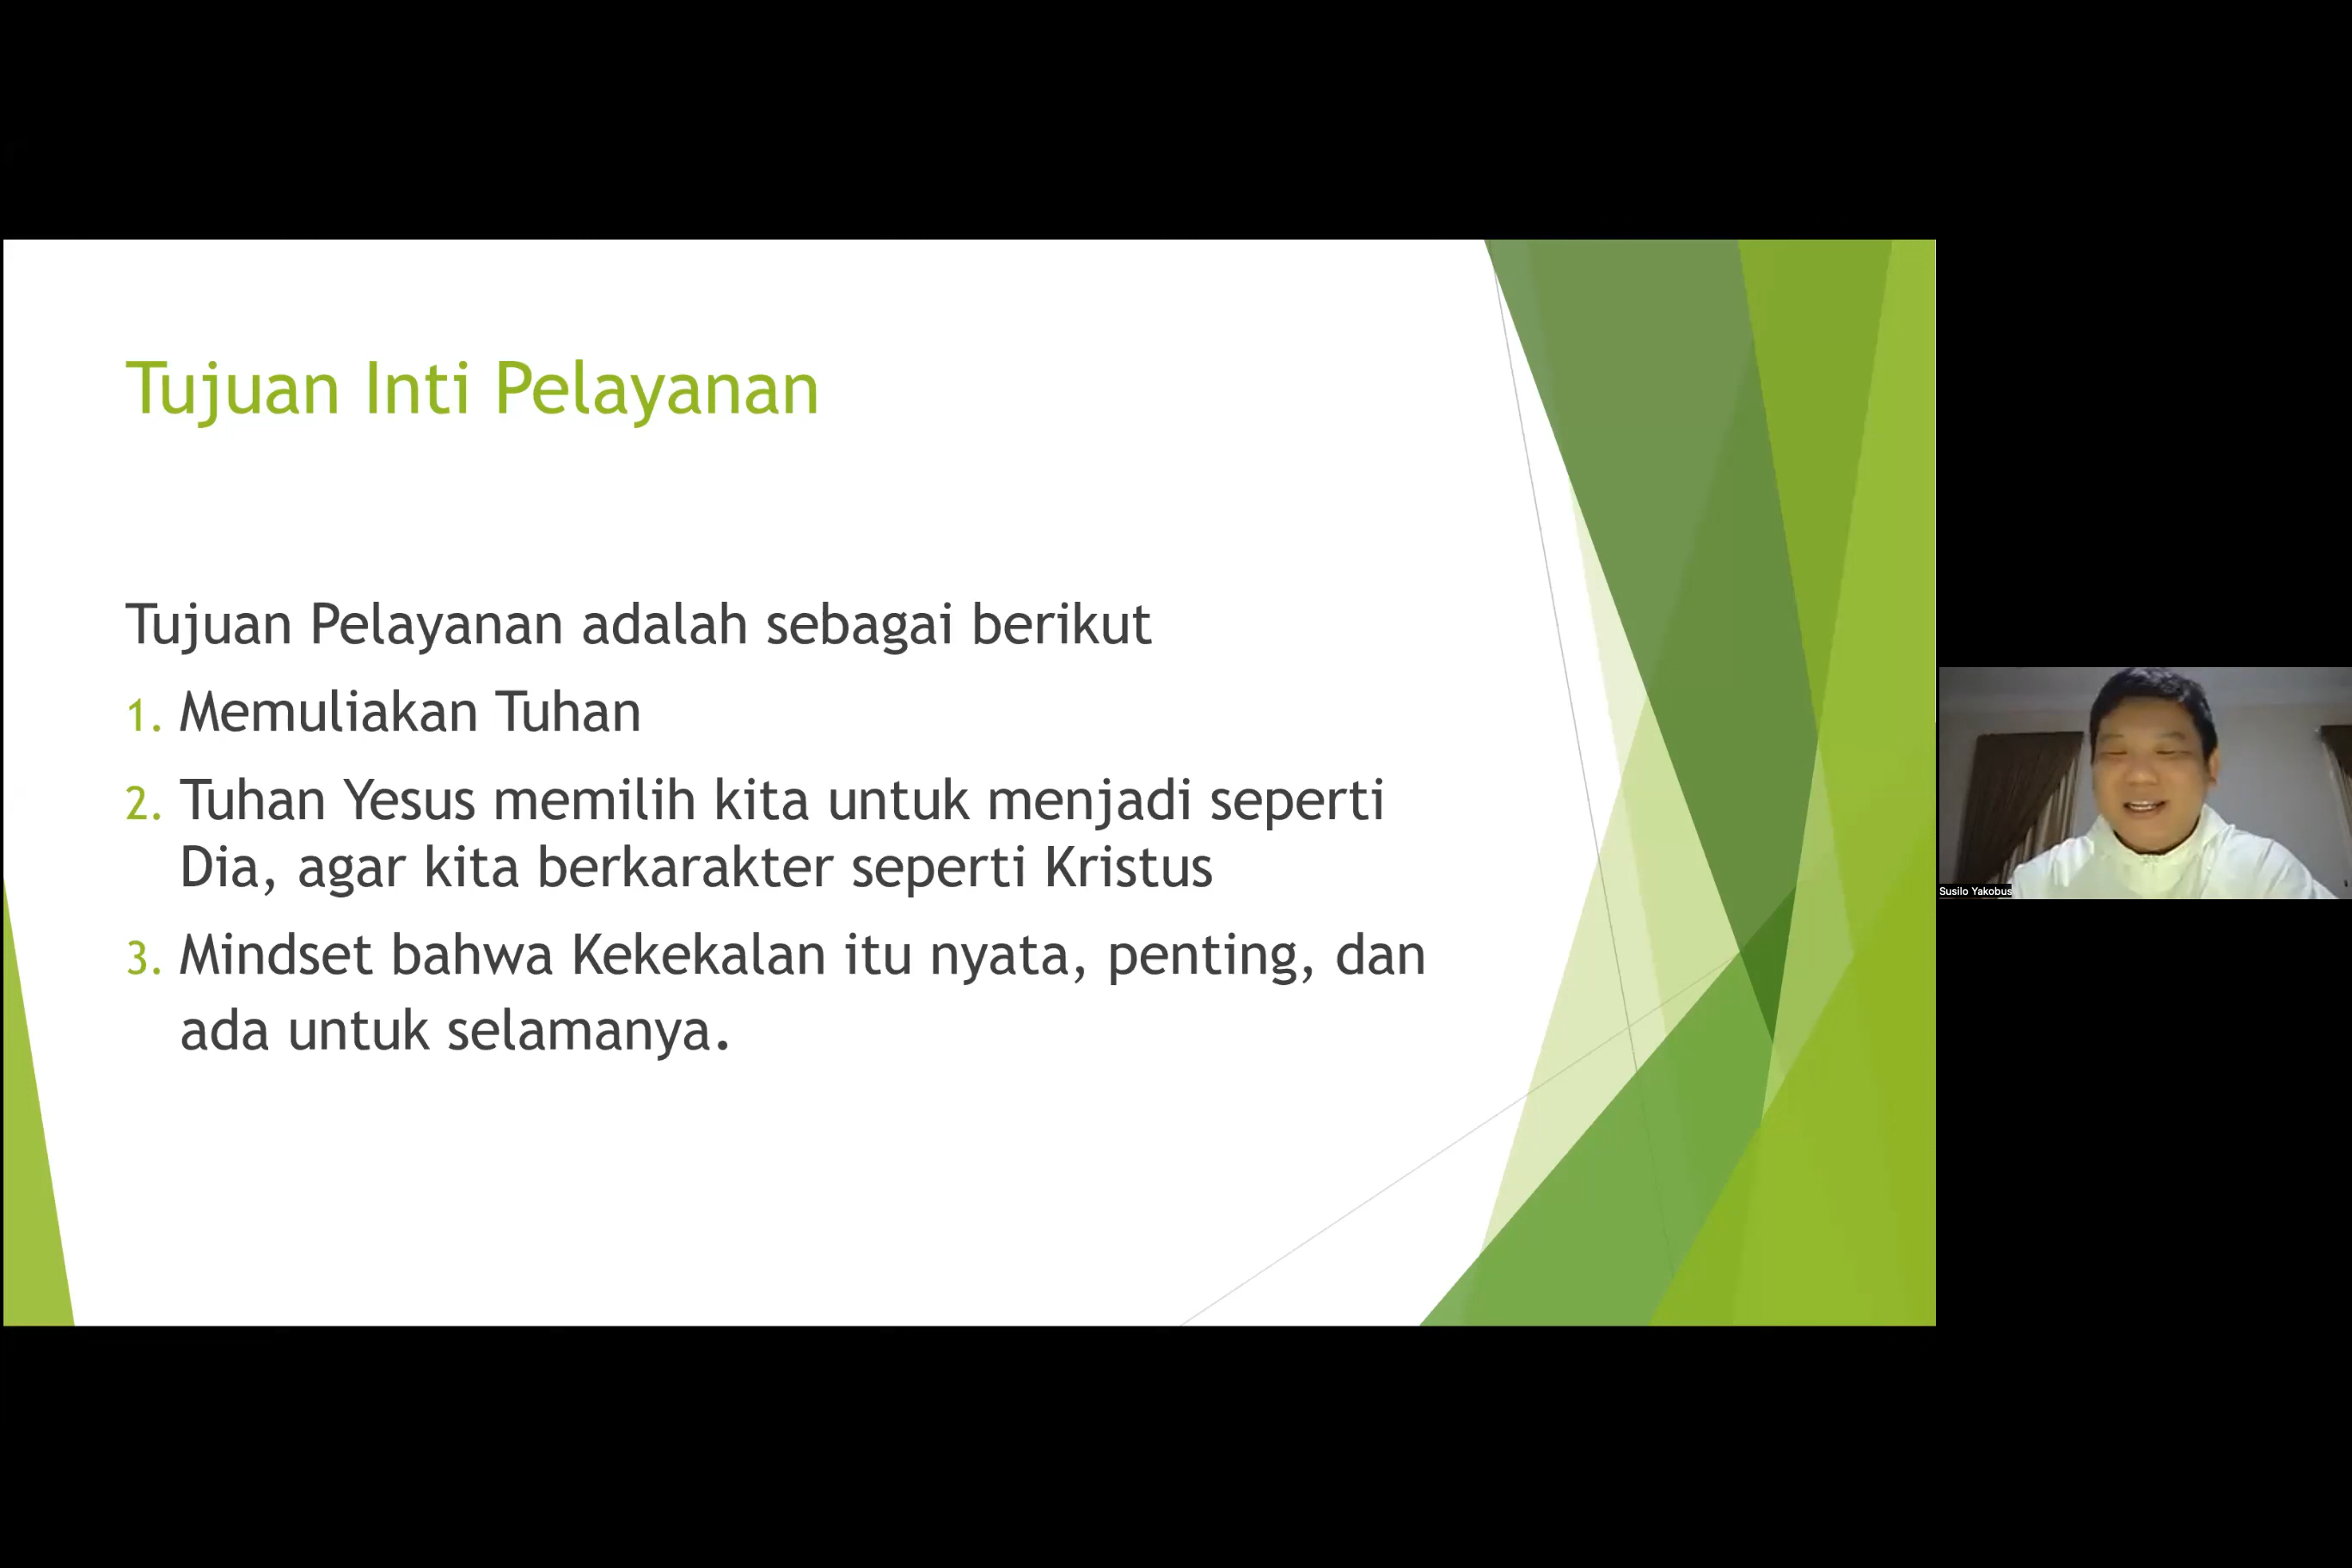 Tujuan Inti Pelayanan
Tujuan Pelayanan adalah sebagai berikut
1. Memuliakan Tuhan
2. Tuhan Yesus memilih kita untuk menjadi seperti
Dia, agar kita berkarakter seperti Kristus
3. Mindset bahwa Kekekalan itu nyata, penting, dan
ada untuk selamanya.
Susilo Yakobus